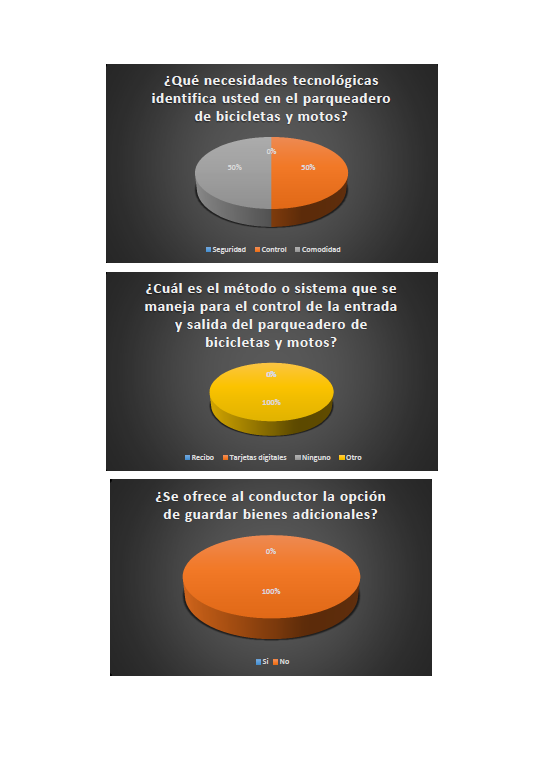 ¿Qué necesidades tecnológicas
identifica usted en el parqueadero
de bicicletas y motos?
0%
50%
50%
Seguridad Control Comodidad
¿Cuál es el método o sistema que se
maneja para el control de la entrada
y salida del parqueadero de
bicicletas y motos?
0%
100%
Recibo Tarjetas digitales Ninguno Otro
¿Se ofrece al conductor la opción
de guardar bienes adicionales?
0%
100%
Sí No